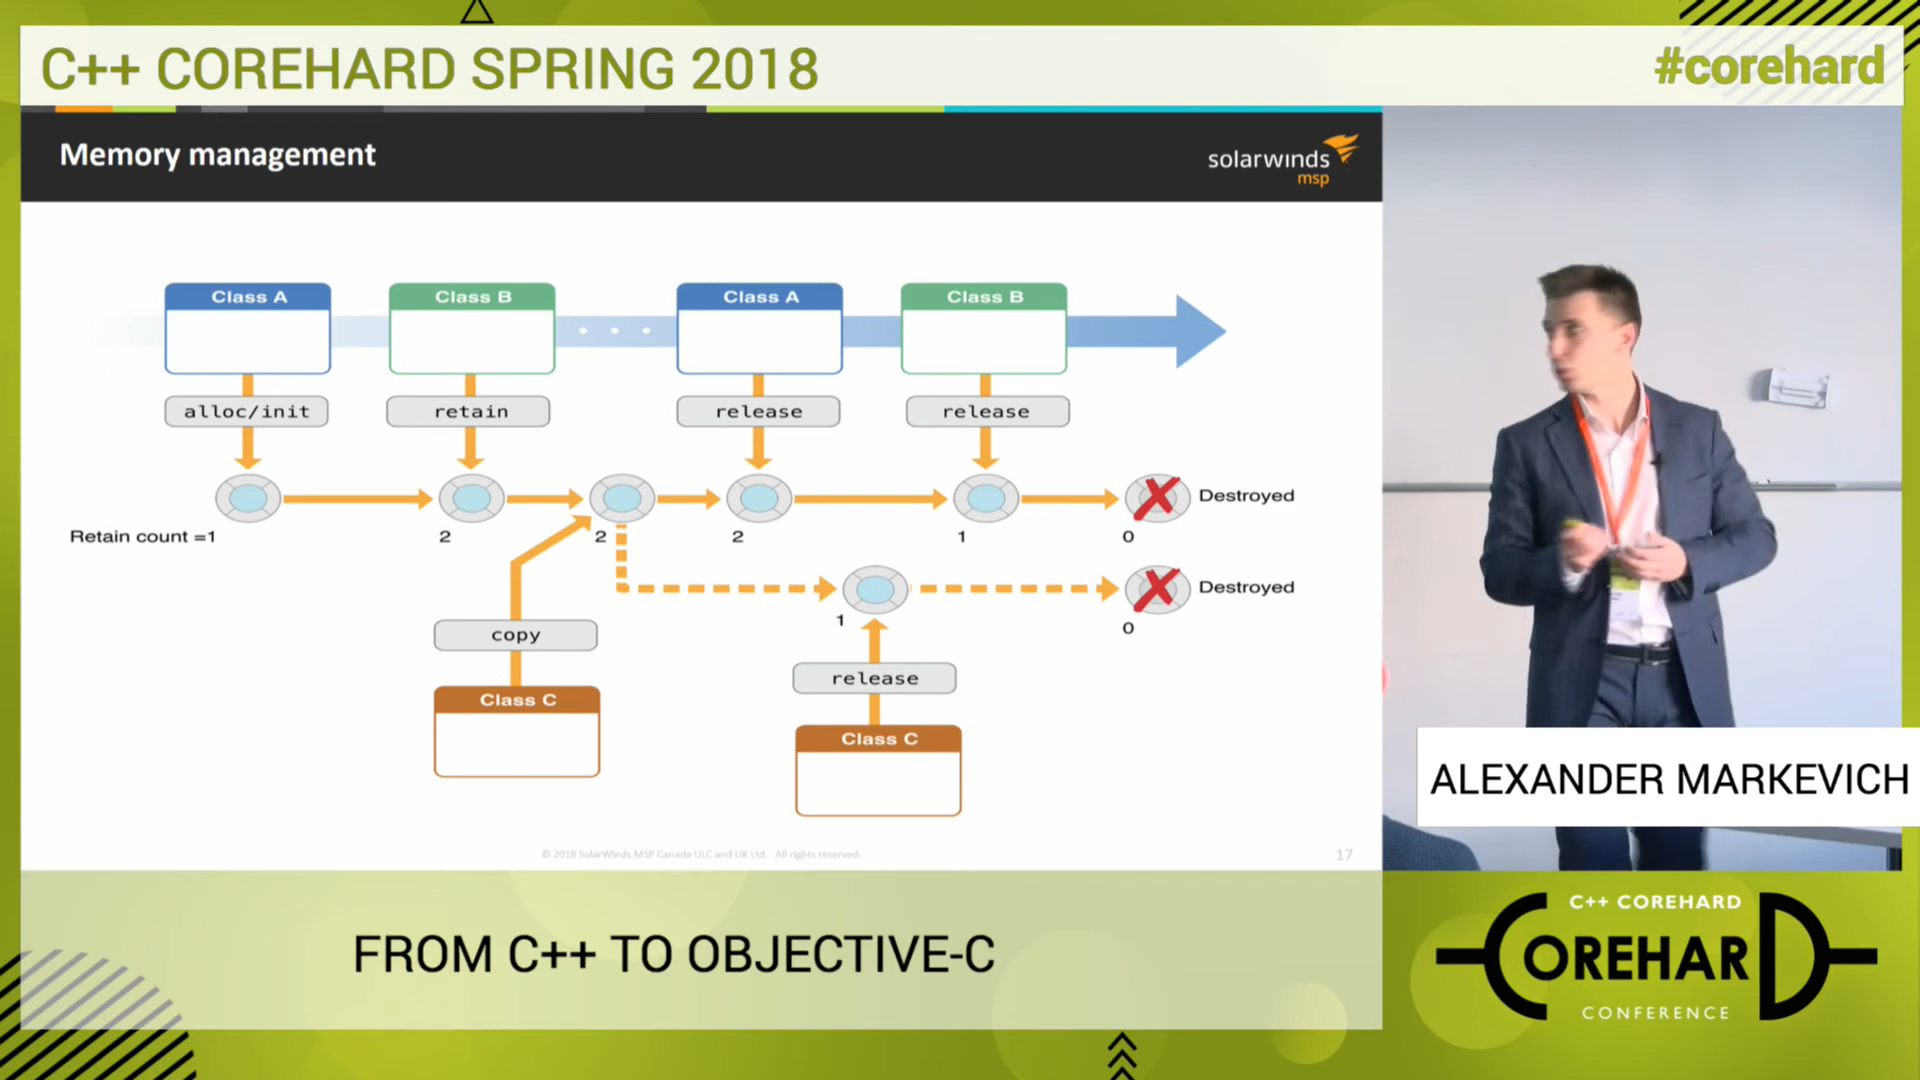 C++ COREHARD SPRING 2018
#corehard
Memory management
solarwinds
msp
Class A
Class B
Class A
Class B
alloc/init
retain
release
release
Destroyed
Retain count =1
2
2
2
1
0
Destroyed
1
0
copy
release
Class C
Class C
© 2018 SolarWinds MSP Canada ULC and UK Ltd. All rights reserved.
17
ALEXANDER MARKEVICH
FROM C++ TO OBJECTIVE-C
C++ COREHARD
COREHARD
CONFERENCE